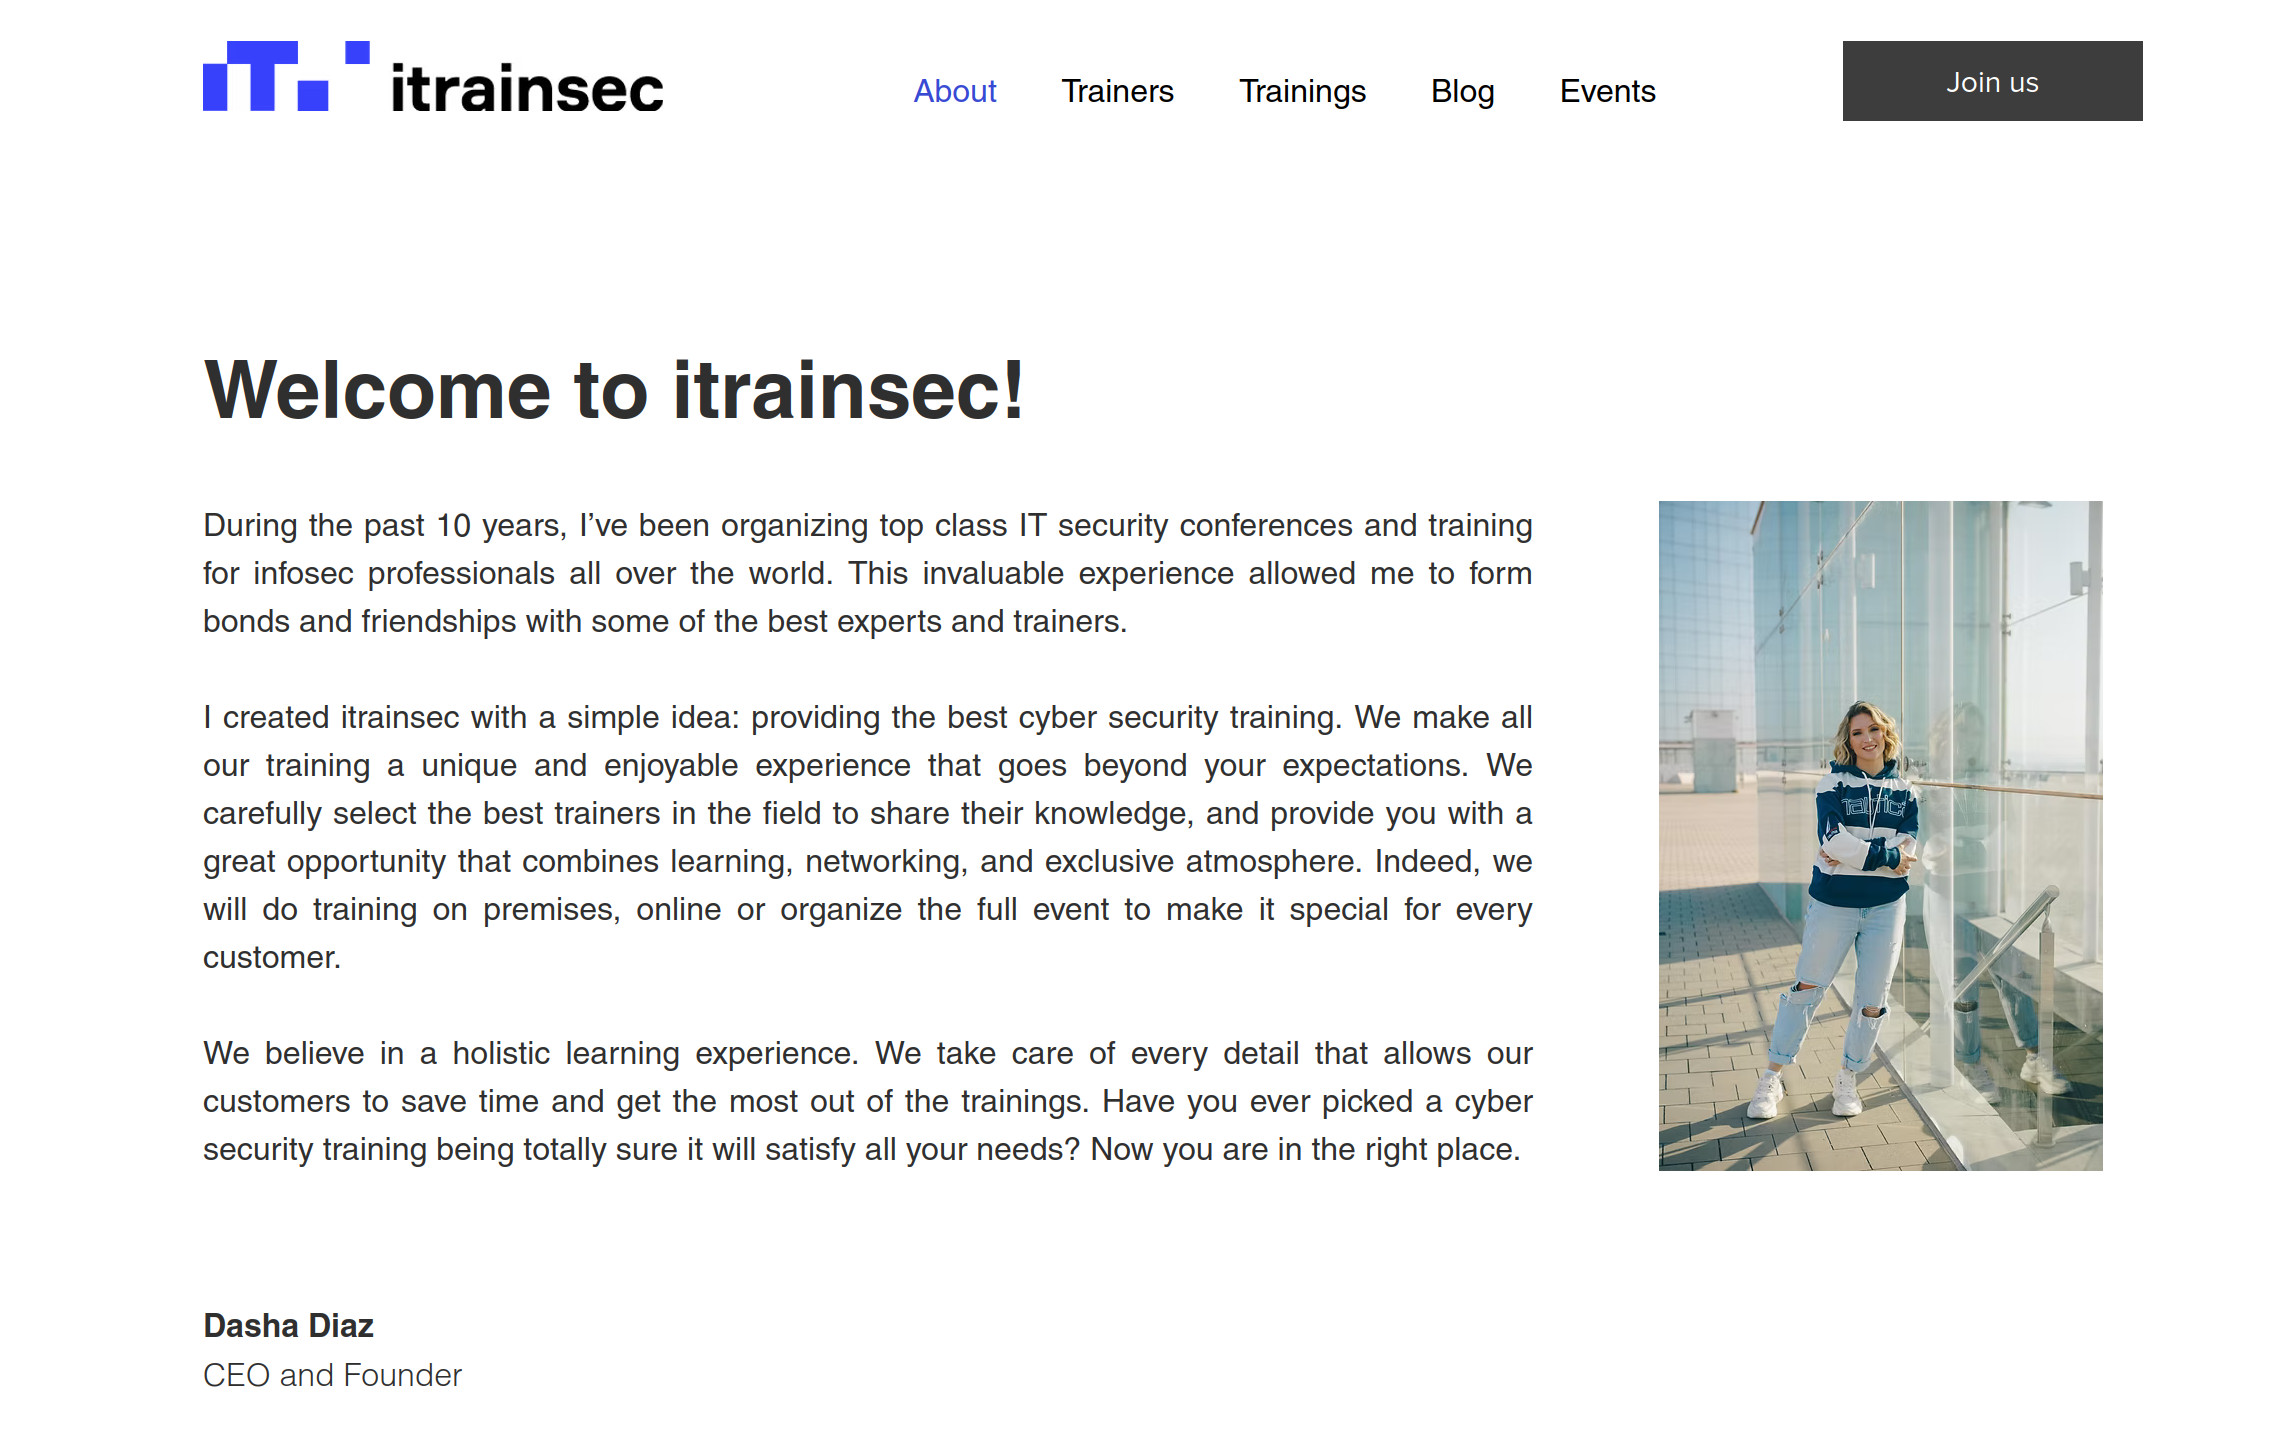 itrainsec
About
Trainers
Trainings
Blog
Events
Join us
Welcome to itrainsec!
During the past 10 years, I’ve been organizing top class IT security conferences and training
for infosec professionals all over the world. This invaluable experience allowed me to form
bonds and friendships with some of the best experts and trainers.
I created itrainsec with a simple idea: providing the best cyber security training. We make all
our training a unique and enjoyable experience that goes beyond your expectations. We
carefully select the best trainers in the field to share their knowledge, and provide you with a
great opportunity that combines learning, networking, and exclusive atmosphere. Indeed, we
will do training on premises, online or organize the full event to make it special for every
customer.
We believe in a holistic learning experience. We take care of every detail that allows our
customers to save time and get the most out of the trainings. Have you ever picked a cyber
security training being totally sure it will satisfy all your needs? Now you are in the right place.
Dasha Diaz
CEO and Founder